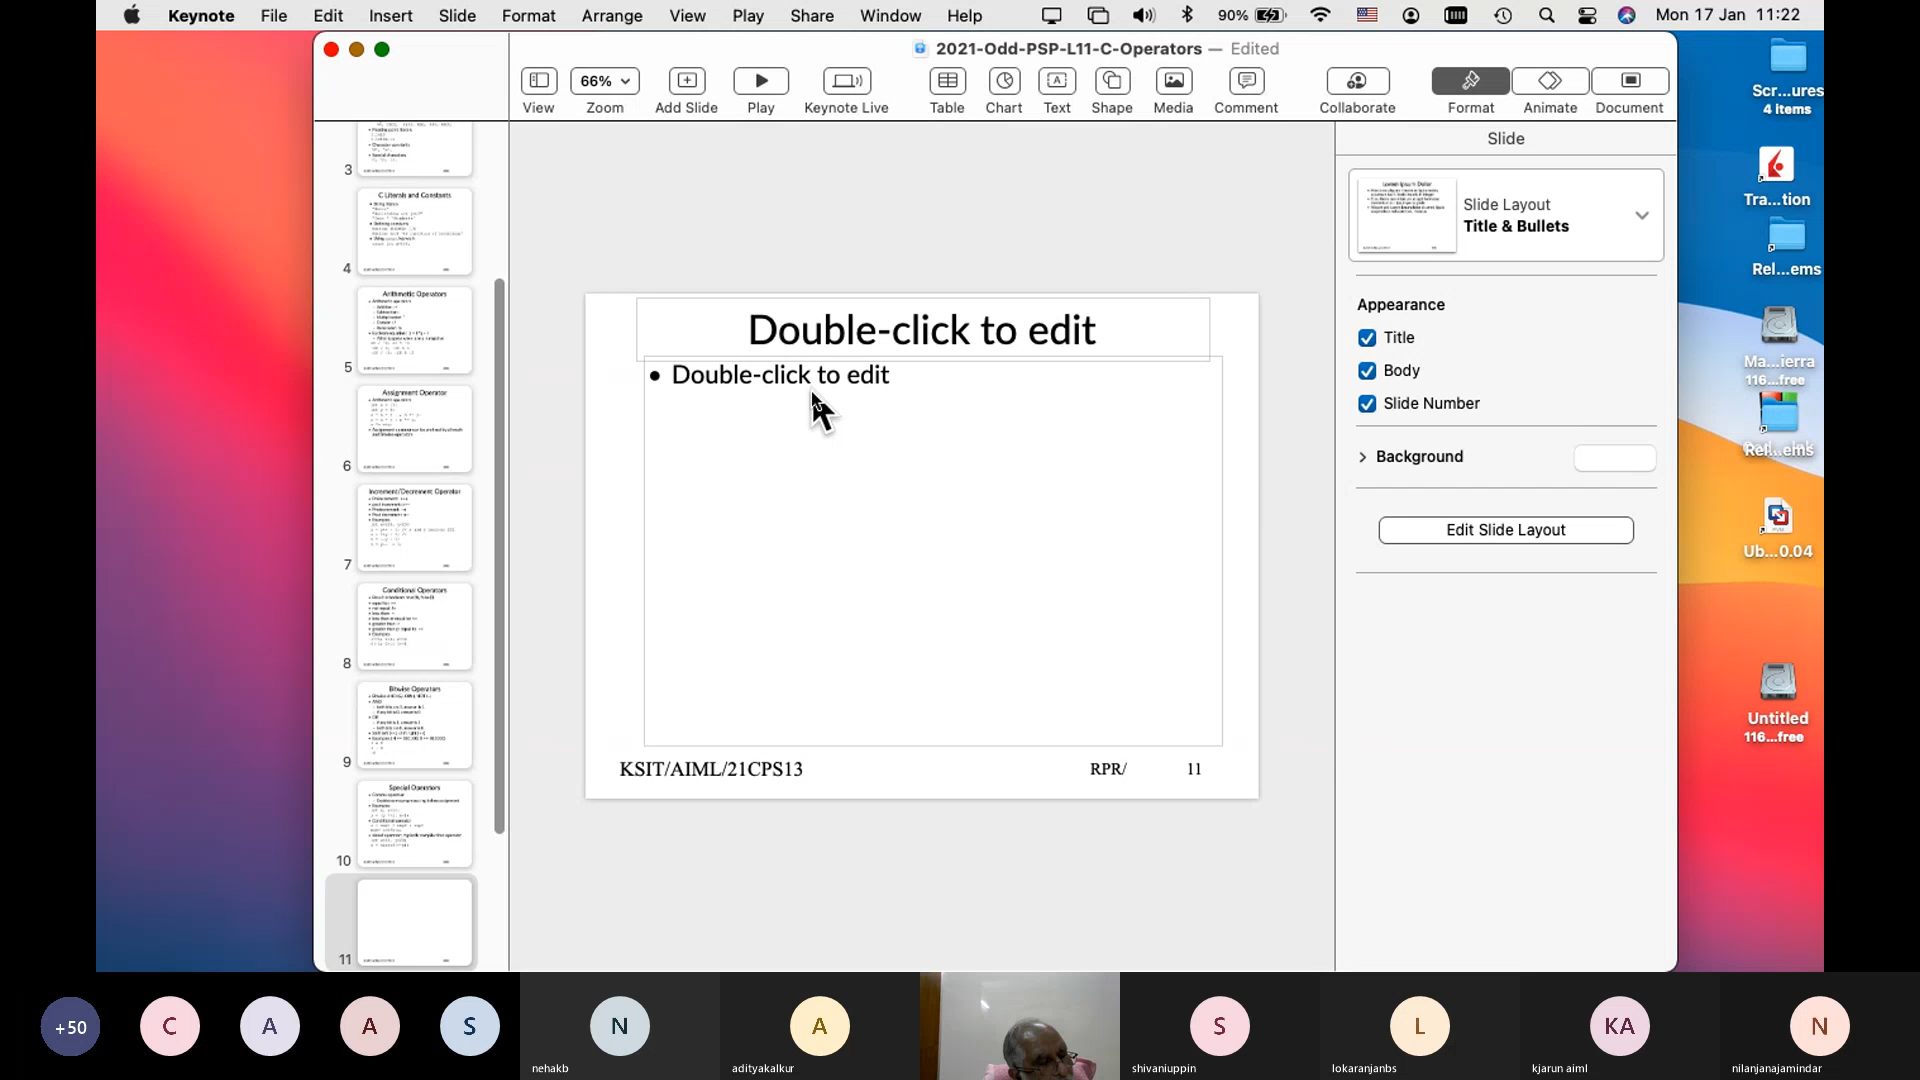 Keynote File Edit Insert Slide Format Arrange View Play Share Window Help 90% Mon 17 Jan 11:22
2021-Odd-PSP-L11-C-Operators — Edited
66%
View Zoom Add Slide Play Keynote Live Table Chart Text Shape Media Comment Collaborate Format Animate Document
3
C Literals and Constants
4
Arithmetic Operators
5
Assignment Operator
6
Increment/Decrement Operator
7
Conditional Operators
8
Bitwise Operators
9
Special Operators
10
11
Double-click to edit
• Double-click to edit
KSIT/AIML/21CPS13 RPR/ 11
Slide
Slide Layout
Title & Bullets
Appearance
Title
Body
Slide Number
Background
Edit Slide Layout
Scr...ures
4 items
Tra...tion
Rel...ems
Ma...ierra
116...free
Ub...0.04
Untitled
116...free
+50 C A A S N A S L KA N
nehakb adityakalkur shivaniuppin lokaranjanbs kjarun aiml nilanjanajamindar